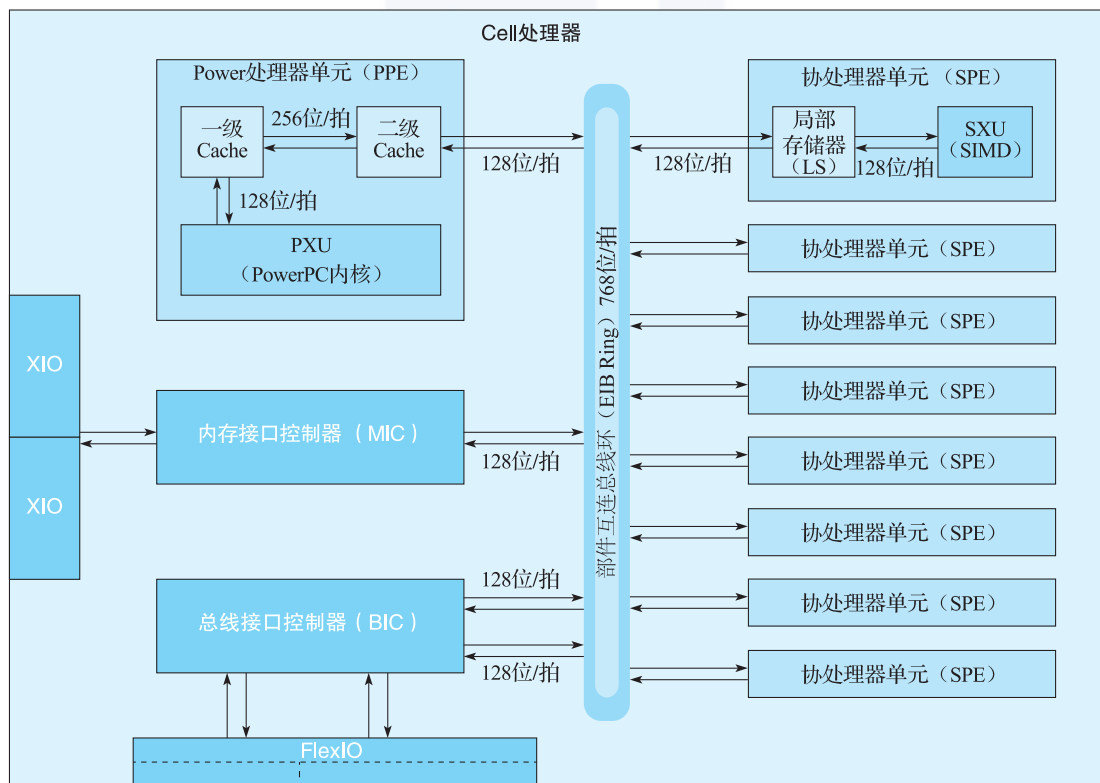 Cell处理器
Power处理器单元（PPE）
一级
Cache
256位/拍
二级
Cache
128位/拍
PXU
（PowerPC内核）
128位/拍
128位/拍
协处理器单元 （SPE）
局部
存储器
（LS）
128位/拍
SXU
（SIMD）
部件互连总线环（EIB Ring）768位/拍
协处理器单元（SPE）
协处理器单元（SPE）
协处理器单元（SPE）
协处理器单元（SPE）
协处理器单元（SPE）
协处理器单元（SPE）
协处理器单元（SPE）
XIO
XIO
内存接口控制器（MIC）
128位/拍
总线接口控制器（BIC）
128位/拍
128位/拍
FlexIO